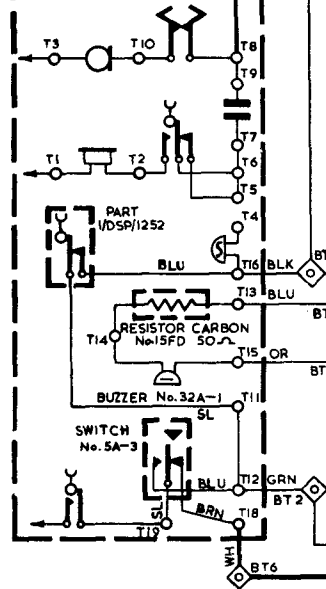 T3
T10
T8
T9
T7
T1
T2
T6
T5
PART
1/DSP/1252
T4
BLU
T16
BLK
BT
T13
BLU
BT
RESISTOR CARBON
No.15FD 50Ω
T14
T15
OR
BT
BUZZER No.32A-1
SL
T11
SWITCH
No. 5A-3
BLU
T12
GRN
BT2
SL
BRN
T19
T18
WH
BT6